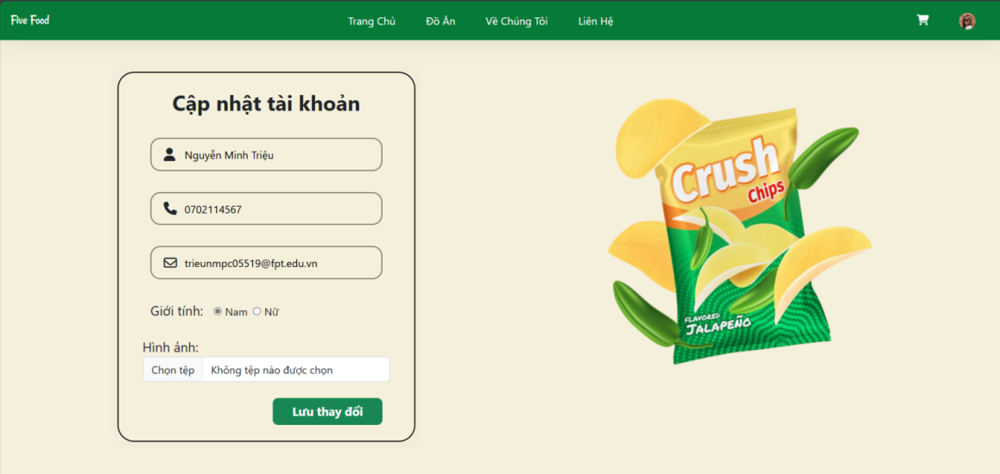 Five Food
Trang Chủ
Đồ Ăn
Về Chúng Tôi
Liên Hệ
Cập nhật tài khoản
Nguyễn Minh Triệu
0702114567
trieunmpc05519@fpt.edu.vn
Giới tính: Nam Nữ
Hình ảnh:
Chọn tệp Không tệp nào được chọn
Lưu thay đổi
Crush
Chips
FLAVORED
JALAPEÑO